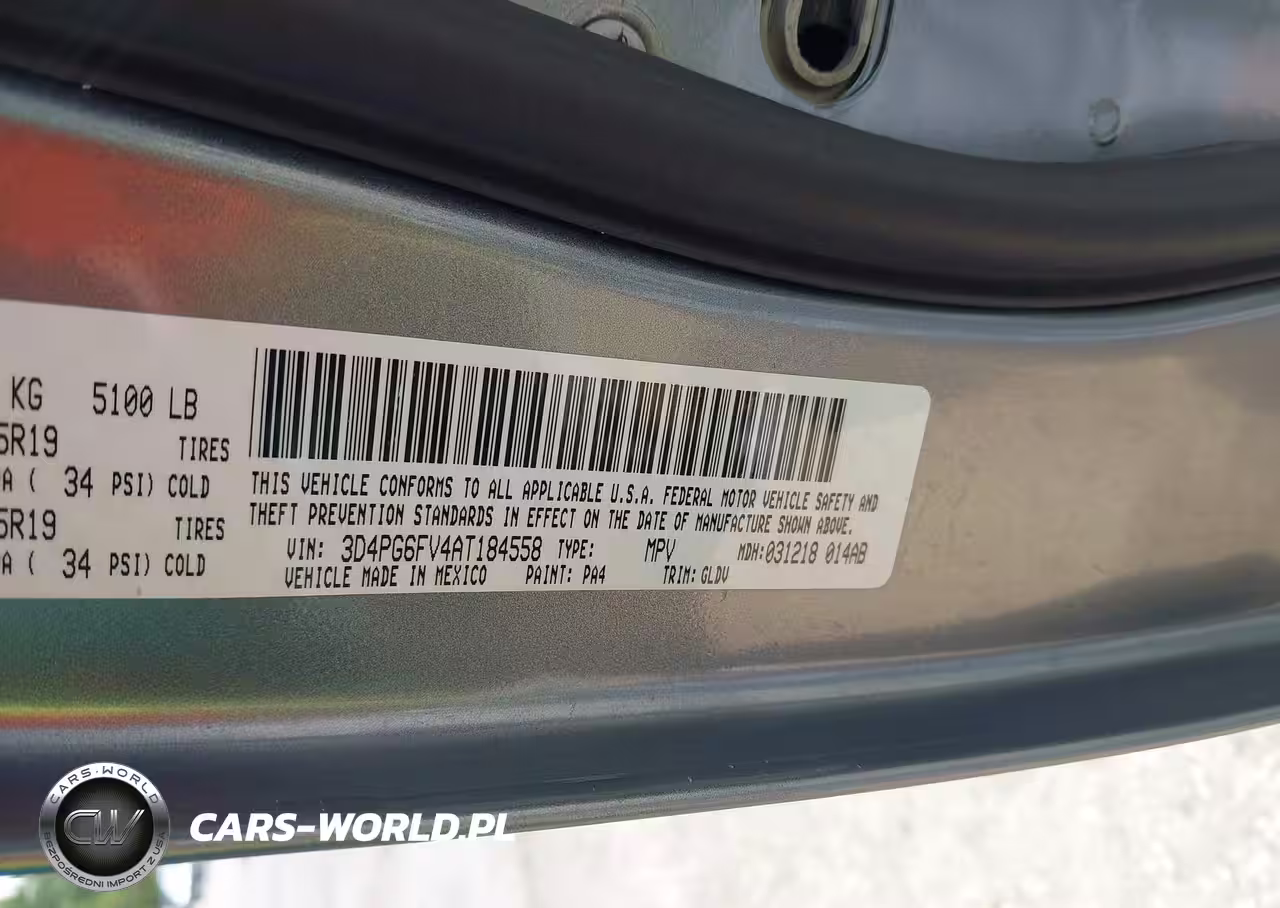 KG 5100 LB
5R19 TIRES
A ( 34 PSI) COLD
5R19 TIRES
A ( 34 PSI) COLD
THIS VEHICLE CONFORMS TO ALL APPLICABLE U.S.A. FEDERAL MOTOR VEHICLE SAFETY AND
THEFT PREVENTION STANDARDS IN EFFECT ON THE DATE OF MANUFACTURE SHOWN ABOVE.
VIN: 3D4PG6FV4AT184558 TYPE: MPV MDH:031218 014AB
VEHICLE MADE IN MEXICO PAINT: PA4 TRIM: GLDV
CARS-WORLD
CW
BEZPOŚREDNI IMPORT Z USA
CARS-WORLD.PL